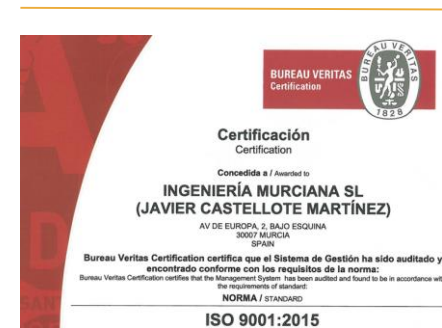 BUREAU VERITAS
Certification
BUREAU VERITAS
1828
Certificación
Certification
Concedida a / Awarded to
INGENIERÍA MURCIANA SL
(JAVIER CASTELLOTE MARTÍNEZ)
AV DE EUROPA, 2, BAJO ESQUINA
30007 MURCIA
SPAIN
Bureau Veritas Certification certifica que el Sistema de Gestión ha sido auditado y
encontrado conforme con los requisitos de la norma:
Bureau Veritas Certification certifies that the Management System has been audited and found to be in accordance wit
the requirements of standard:
NORMA / STANDARD
ISO 9001:2015